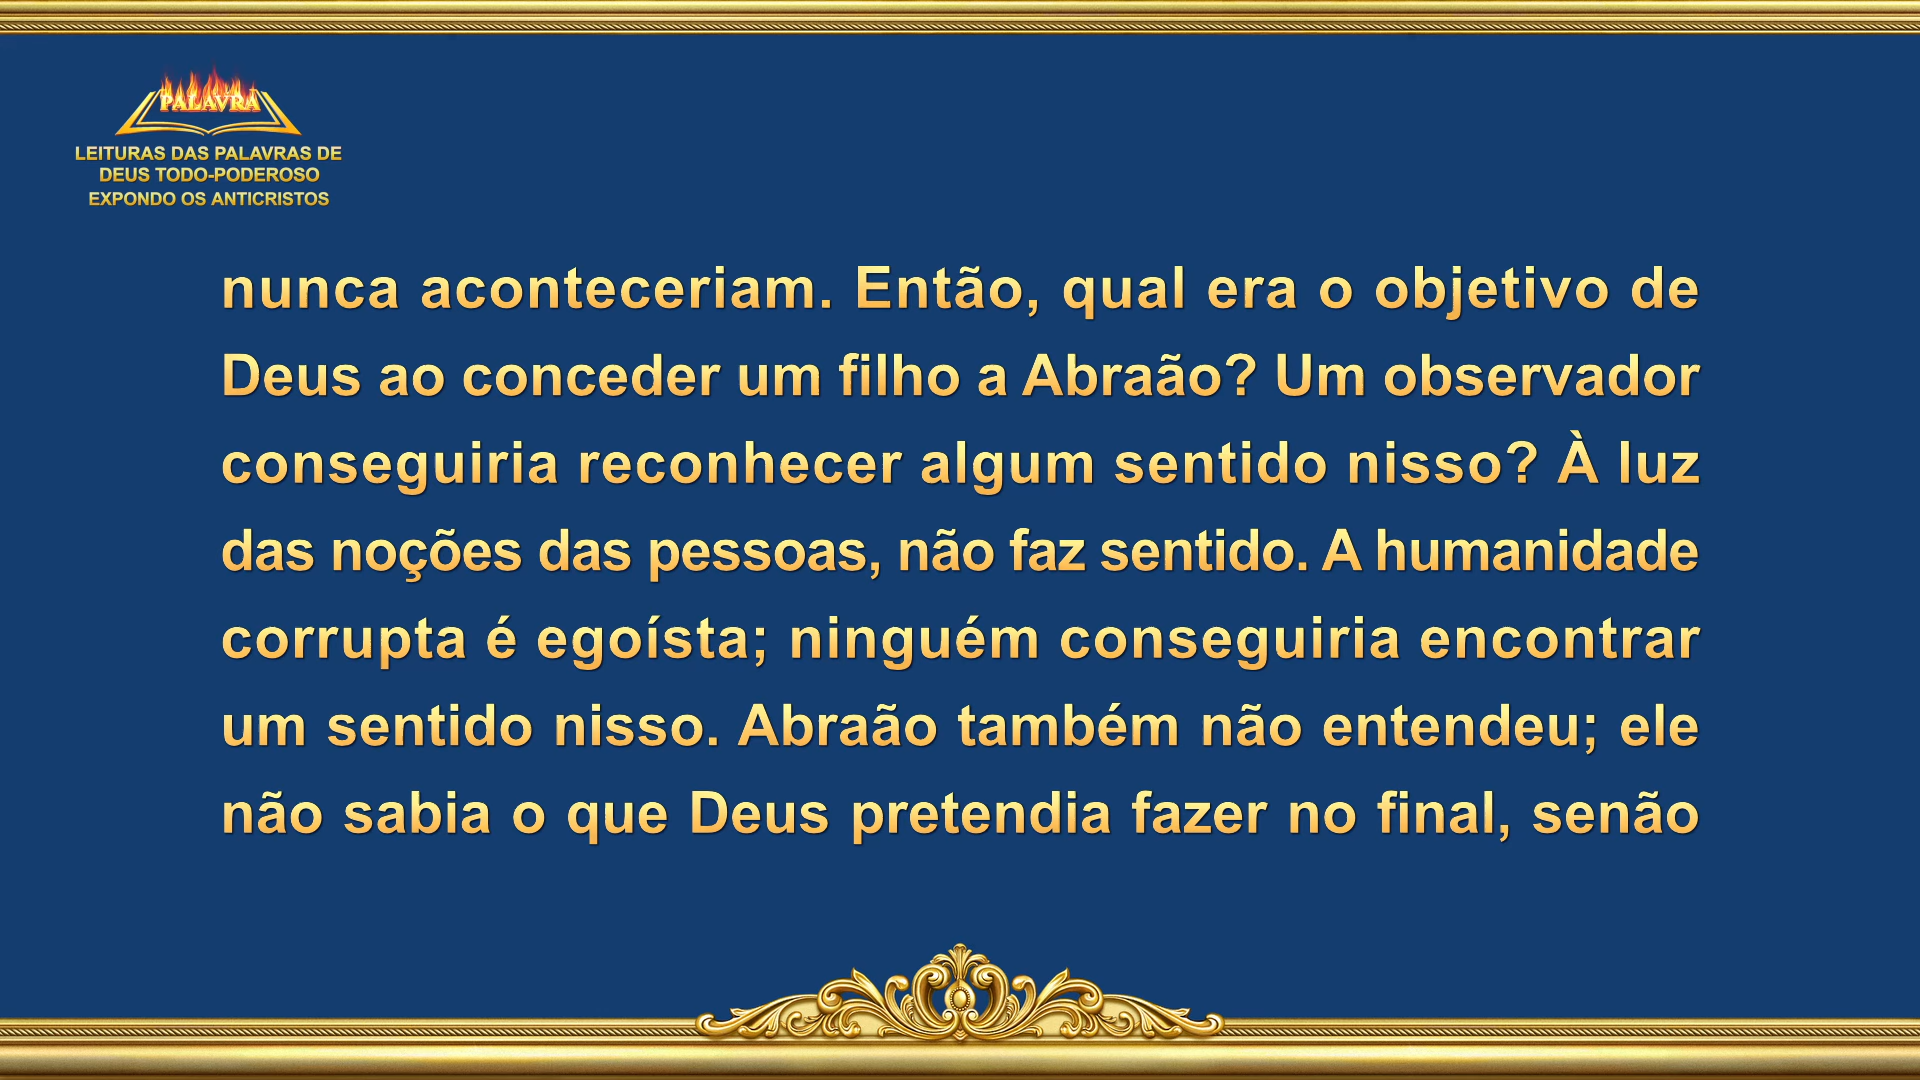 PALAVRA
LEITURAS DAS PALAVRAS DE
DEUS TODO-PODEROSO
EXPONDO OS ANTICRISTOS
nunca aconteceriam. Então, qual era o objetivo de
Deus ao conceder um filho a Abraão? Um observador
conseguiria reconhecer algum sentido nisso? À luz
das noções das pessoas, não faz sentido. A humanidade
corrupta é egoísta; ninguém conseguiria encontrar
um sentido nisso. Abraão também não entendeu; ele
não sabia o que Deus pretendia fazer no final, senão